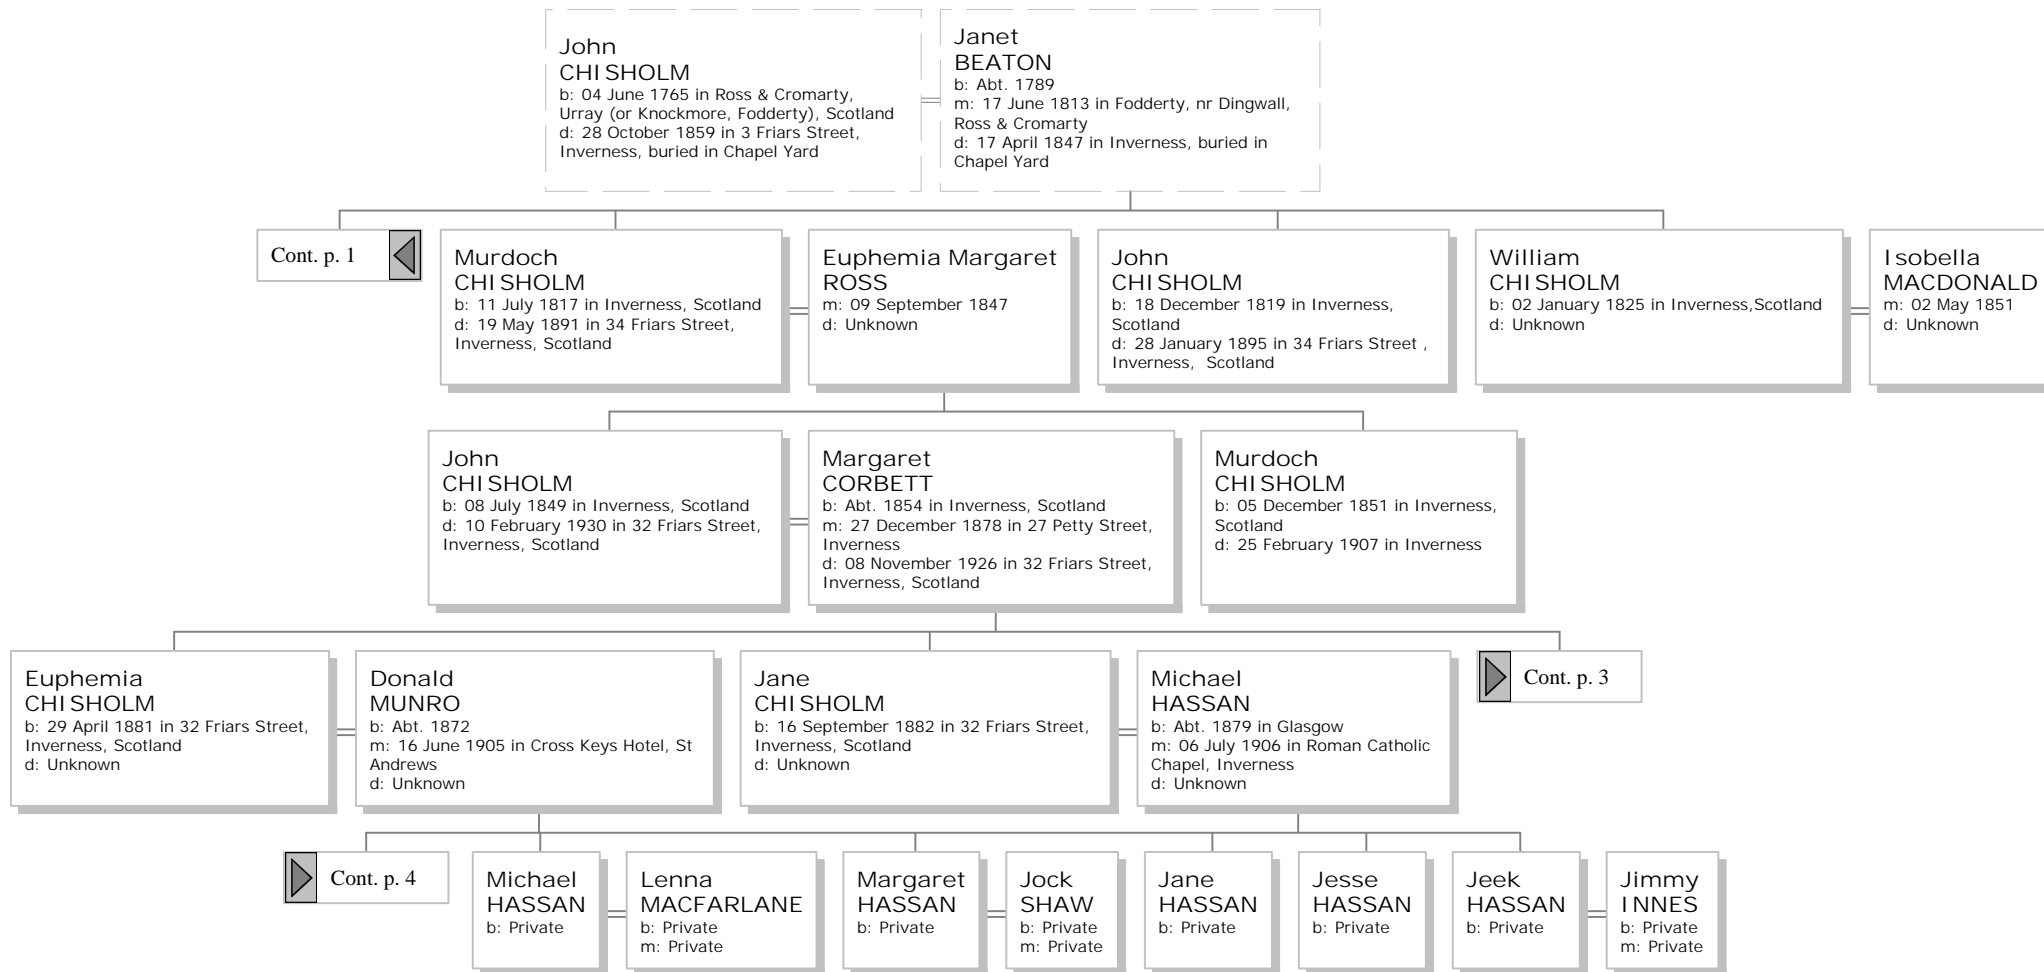 John
CHISHOLM
b: 04 June 1765 in Ross & Cromarty,
Urray (or Knockmore, Fodderty), Scotland
d: 28 October 1859 in 3 Friars Street,
Inverness, buried in Chapel Yard
Janet
BEATON
b: Abt. 1789
m: 17 June 1813 in Fodderty, nr Dingwall,
Ross & Cromarty
d: 17 April 1847 in Inverness, buried in
Chapel Yard
Cont. p. 1
Murdoch
CHISHOLM
b: 11 July 1817 in Inverness, Scotland
d: 19 May 1891 in 34 Friars Street,
Inverness, Scotland
Euphemia Margaret
ROSS
m: 09 September 1847
d: Unknown
John
CHISHOLM
b: 18 December 1819 in Inverness,
Scotland
d: 28 January 1895 in 34 Friars Street ,
Inverness,  Scotland
William
CHISHOLM
b: 02 January 1825 in Inverness,Scotland
d: Unknown
Isobella
MACDONALD
m: 02 May 1851
d: Unknown
John
CHISHOLM
b: 08 July 1849 in Inverness, Scotland
d: 10 February 1930 in 32 Friars Street,
Inverness, Scotland
Margaret
CORBETT
b: Abt. 1854 in Inverness, Scotland
m: 27 December 1878 in 27 Petty Street,
Inverness
d: 08 November 1926 in 32 Friars Street,
Inverness, Scotland
Murdoch
CHISHOLM
b: 05 December 1851 in Inverness,
Scotland
d: 25 February 1907 in Inverness
Euphemia
CHISHOLM
b: 29 April 1881 in 32 Friars Street,
Inverness, Scotland
d: Unknown
Donald
MUNRO
b: Abt. 1872
m: 16 June 1905 in Cross Keys Hotel, St
Andrews
d: Unknown
Jane
CHISHOLM
b: 16 September 1882 in 32 Friars Street,
Inverness, Scotland
d: Unknown
Michael
HASSAN
b: Abt. 1879 in Glasgow
m: 06 July 1906 in Roman Catholic
Chapel, Inverness
d: Unknown
Cont. p. 3
Cont. p. 4
Michael
HASSAN
b: Private
Lenna
MACFARLANE
b: Private
m: Private
Margaret
HASSAN
b: Private
Jock
SHAW
b: Private
m: Private
Jane
HASSAN
b: Private
Jesse
HASSAN
b: Private
Jeek
HASSAN
b: Private
Jimmy
INNES
b: Private
m: Private